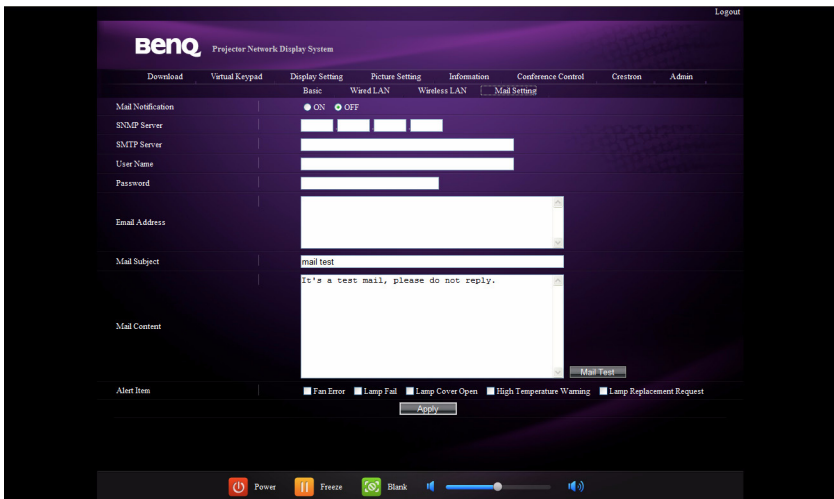 Logout
BenQ Projector Network Display System
Download Virtual Keypad Display Setting Picture Setting Information Conference Control Crestron Admin
Basic Wired LAN Wireless LAN Mail Setting
Mail Notification ON OFF
SNMP Server
SMTP Server
User Name
Password
Email Address
Mail Subject mail test
It's a test mail, please do not reply.
Mail Content
Mail Test
Alert Item Fan Error Lamp Fail Lamp Cover Open High Temperature Warning Lamp Replacement Request
Apply
Power Freeze Blank